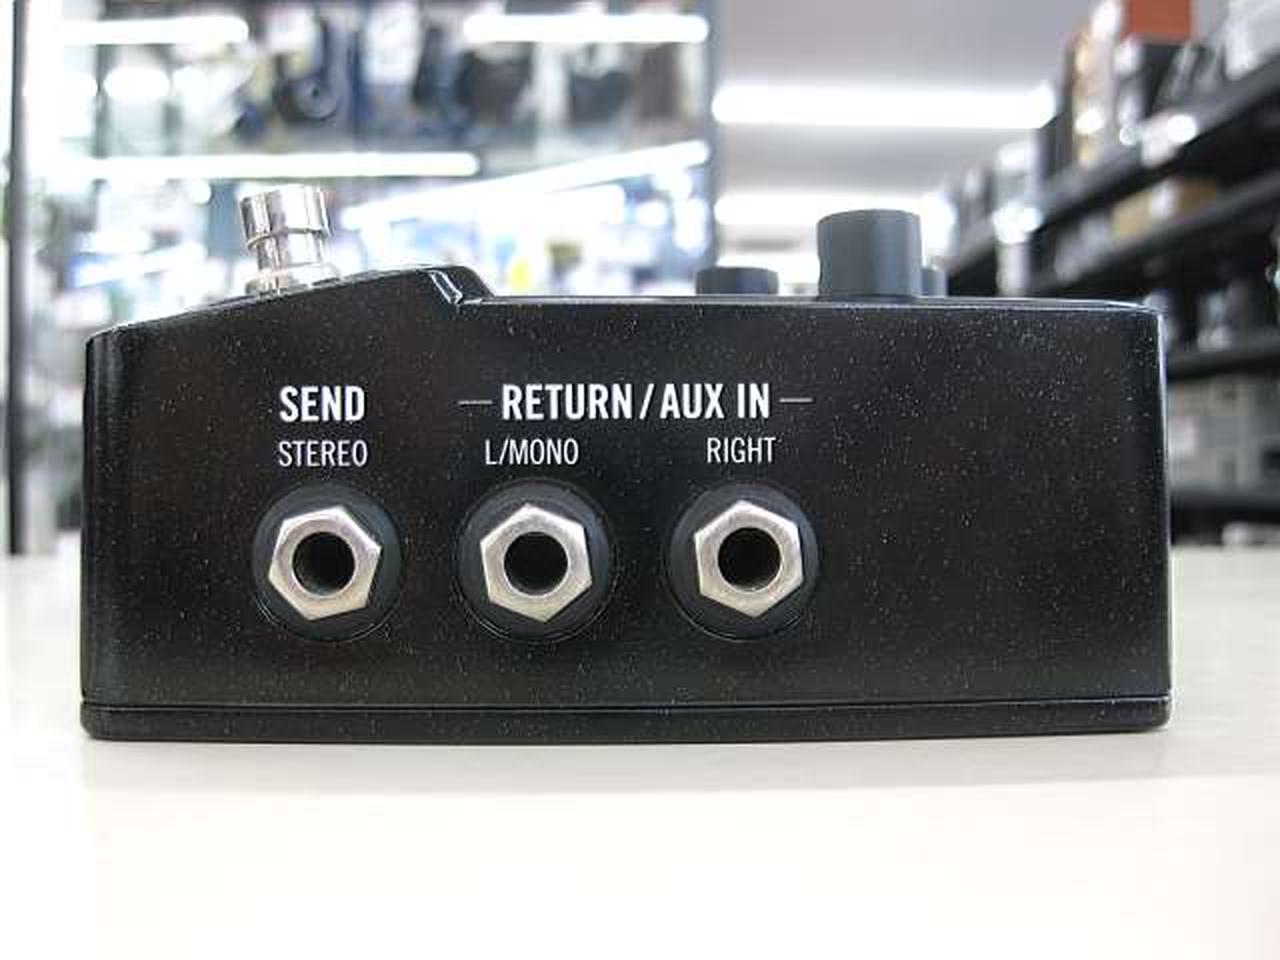 SEND
STEREO
RETURN / AUX IN
L/MONO
RIGHT